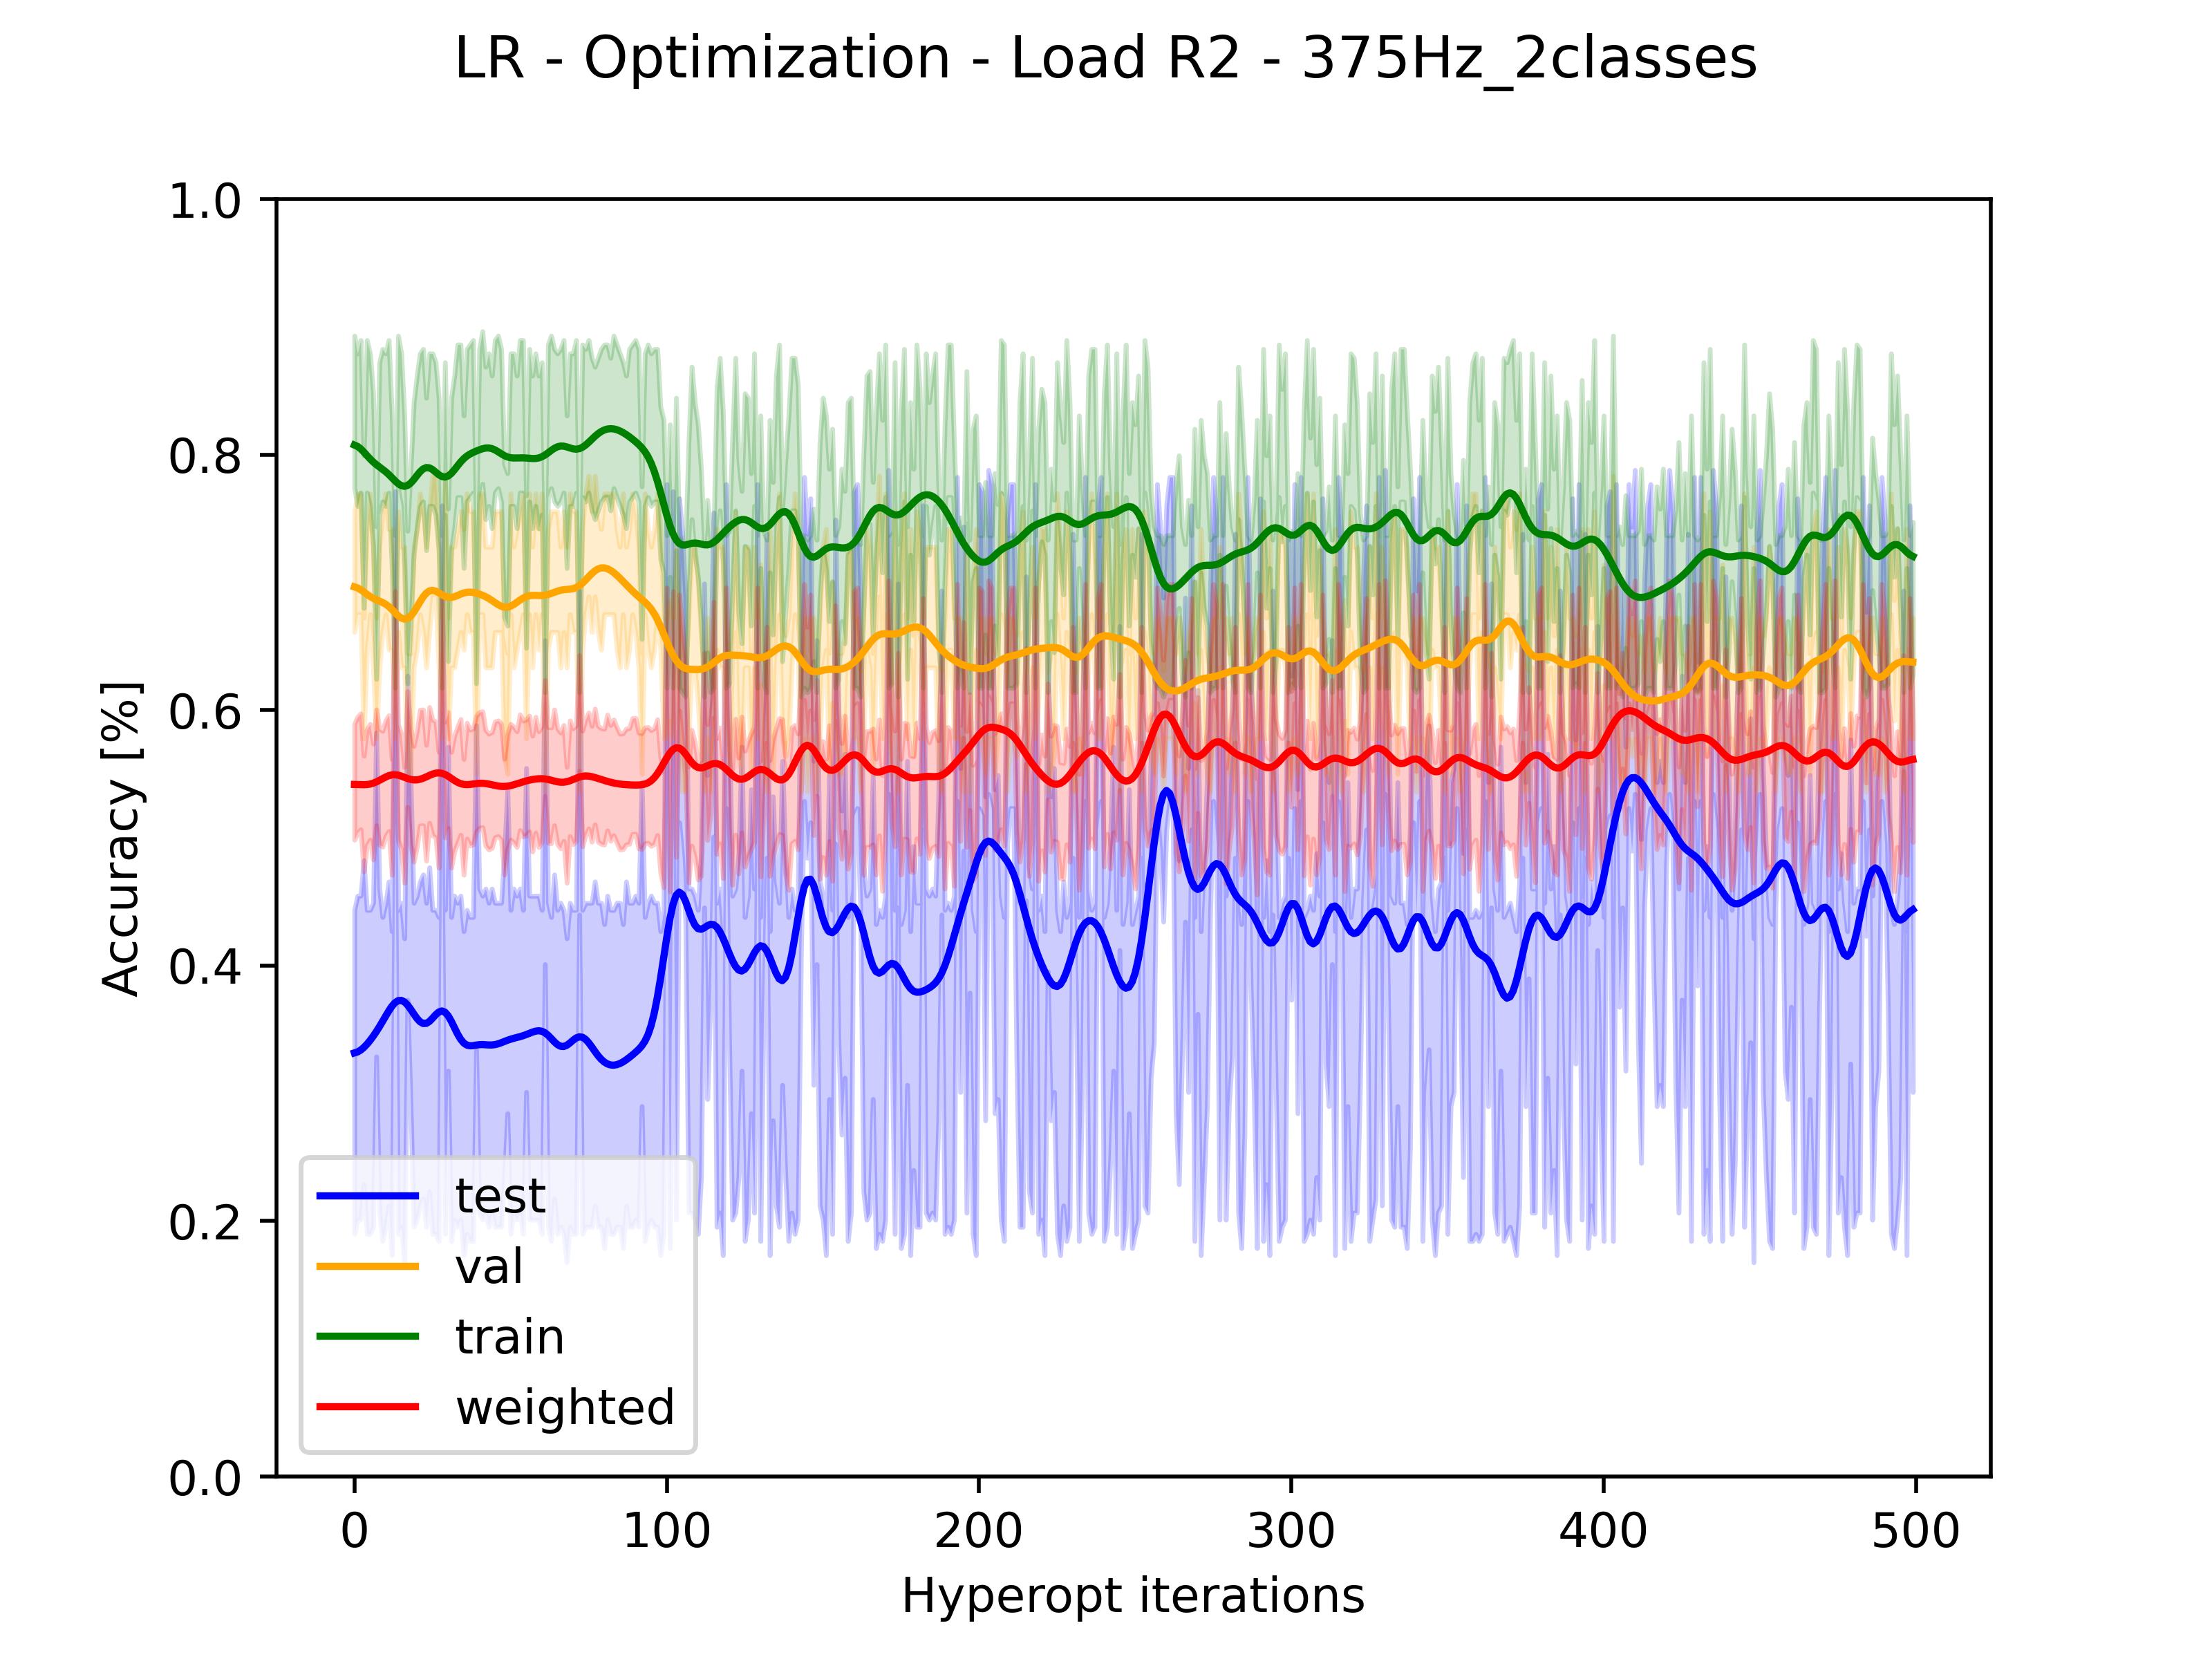 LR - Optimization - Load R2 - 375Hz_2classes
1.0
0.8
0.6
0.4
0.2
0.0
Accuracy [%]
test
val
train
weighted
0 100 200 300 400 500
Hyperopt iterations